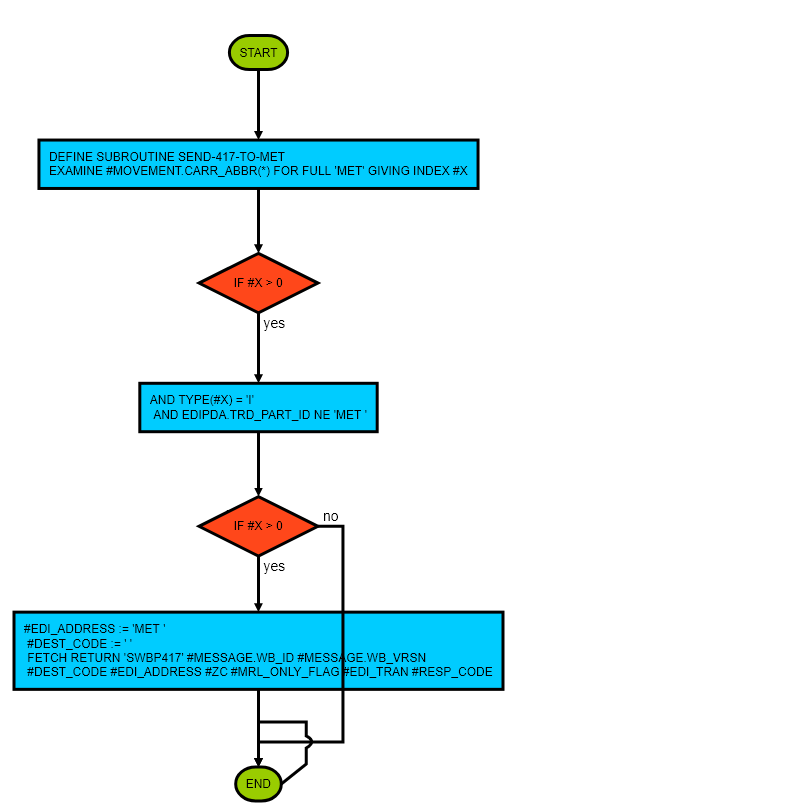 START
DEFINE SUBROUTINE SEND-417-TO-MET
EXAMINE #MOVEMENT.CARR_ABBR(*) FOR FULL 'MET' GIVING INDEX #X
IF #X > 0
yes
AND TYPE(#X) = 'I'
AND EDIPDA.TRD_PART_ID NE 'MET '
IF #X > 0
no
yes
#EDI_ADDRESS := 'MET '
#DEST_CODE := ' '
FETCH RETURN 'SWBP417' #MESSAGE.WB_ID #MESSAGE.WB_VRSN
#DEST_CODE #EDI_ADDRESS #ZC #MRL_ONLY_FLAG #EDI_TRAN #RESP_CODE
END